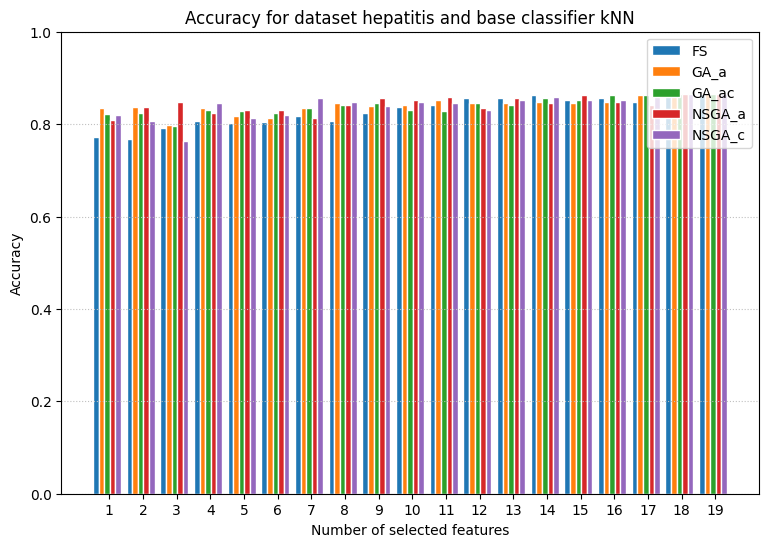 Accuracy for dataset hepatitis and base classifier kNN
1.0
0.8
0.6
0.4
0.2
0.0
Accuracy
FS
GA_a
GA_ac
NSGA_a
NSGA_c
1 2 3 4 5 6 7 8 9 10 11 12 13 14 15 16 17 18 19
Number of selected features